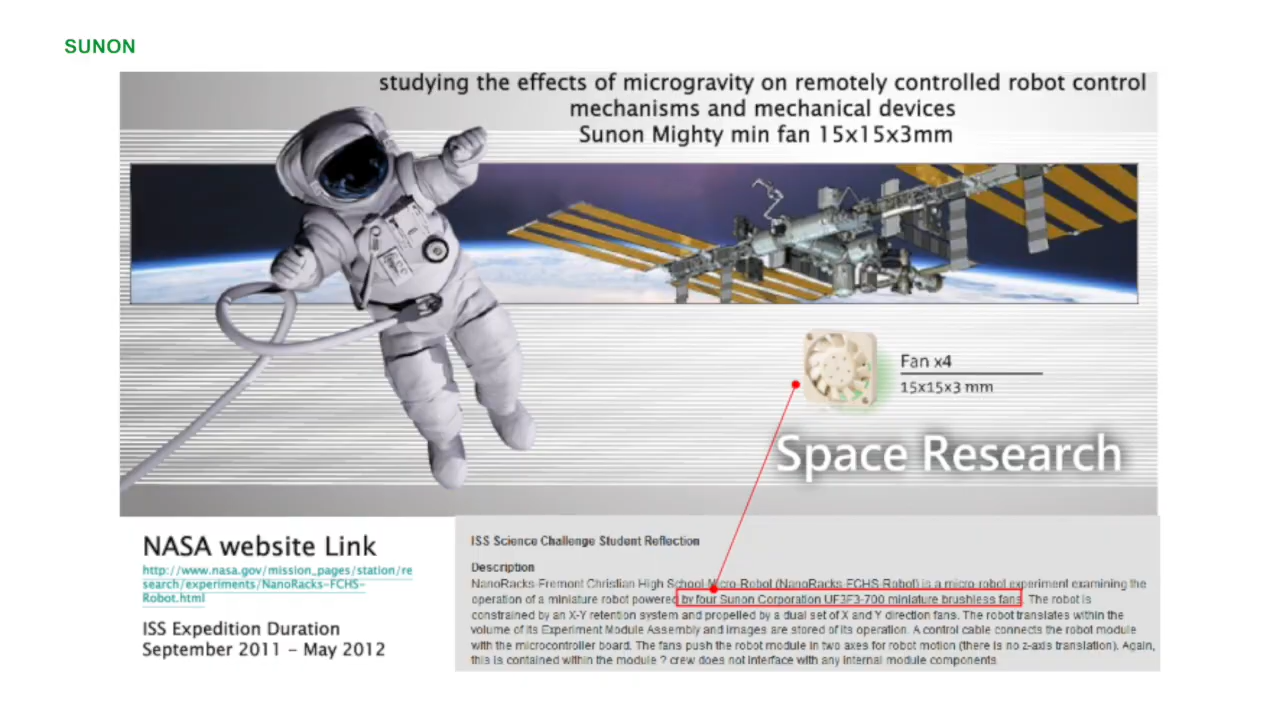 SUNON
studying the effects of microgravity on remotely controlled robot control
mechanisms and mechanical devices
Sunon Mighty min fan 15x15x3mm
Fan x4
15x15x3 mm
Space Research
NASA website Link
http://www.nasa.gov/mission_pages/station/re
search/experiments/NanoRacks-FCHS-
Robot.html
ISS Expedition Duration
September 2011 – May 2012
ISS Science Challenge Student Reflection
Description
NanoRacks-Fremont Christian High School-Micro-Robot (NanoRacks-FCHS-Robot) is a micro robot experiment examining the
operation of a miniature robot powered by four Sunon Corporation UF3F3-700 miniature brushless fans. The robot is
constrained by an X-Y retention system and propelled by a dual set of X and Y direction fans. The robot translates within the
volume of its Experiment Module Assembly and images are stored of its operation. A control cable connects the robot module
with the microcontroller board. The fans push the robot module in two axes for robot motion (there is no z-axis translation). Again,
this is contained within the module ? crew does not interface with any internal module components.